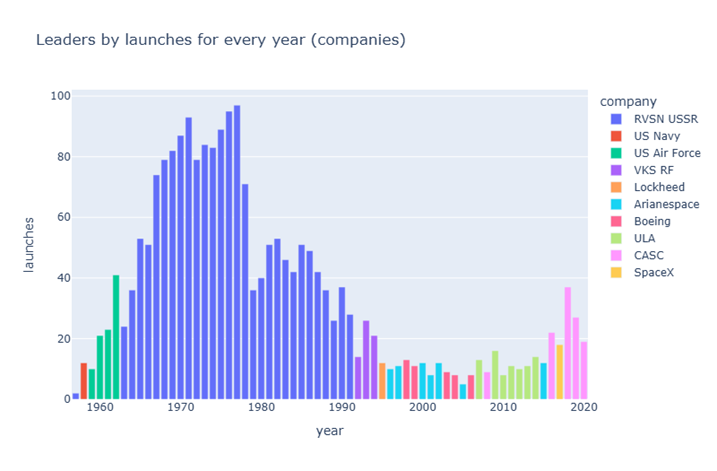 Leaders by launches for every year (companies)
company
RVSN USSR
US Navy
US Air Force
VKS RF
Lockheed
Arianespace
Boeing
ULA
CASC
SpaceX
launches
100
80
60
40
20
0
1960 1970 1980 1990 2000 2010 2020
year